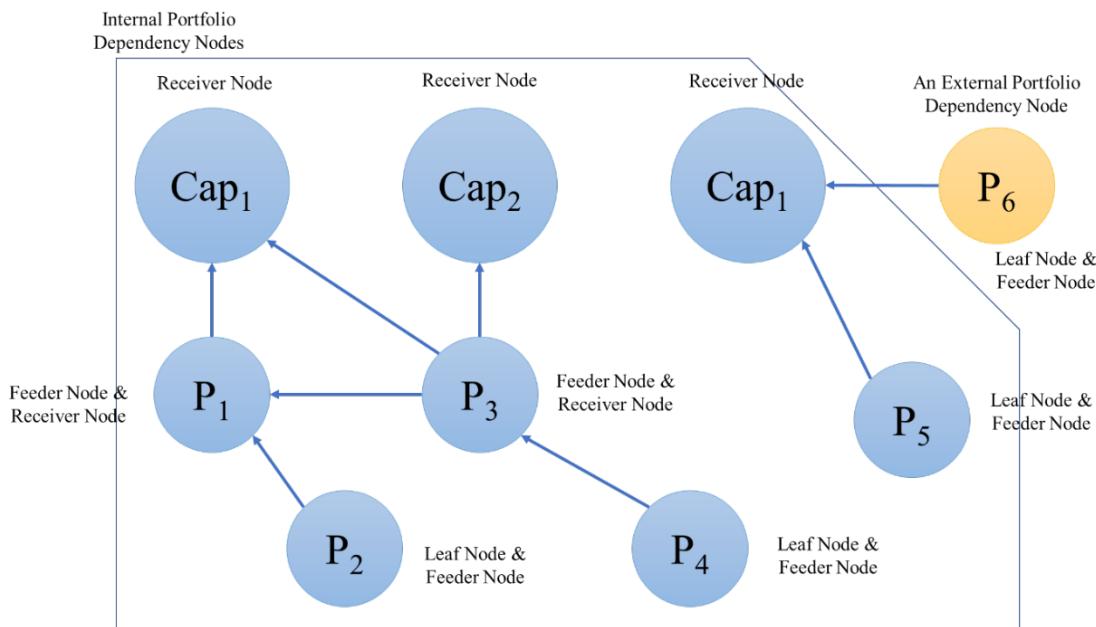 Internal Portfolio
Dependency Nodes
Receiver Node
Receiver Node
Receiver Node
An External Portfolio
Dependency Node
Cap1
Cap2
Cap1
P6
Leaf Node &
Feeder Node
Feeder Node &
Receiver Node
P1
P3
Feeder Node &
Receiver Node
P5
Leaf Node &
Feeder Node
P2
Leaf Node &
Feeder Node
P4
Leaf Node &
Feeder Node